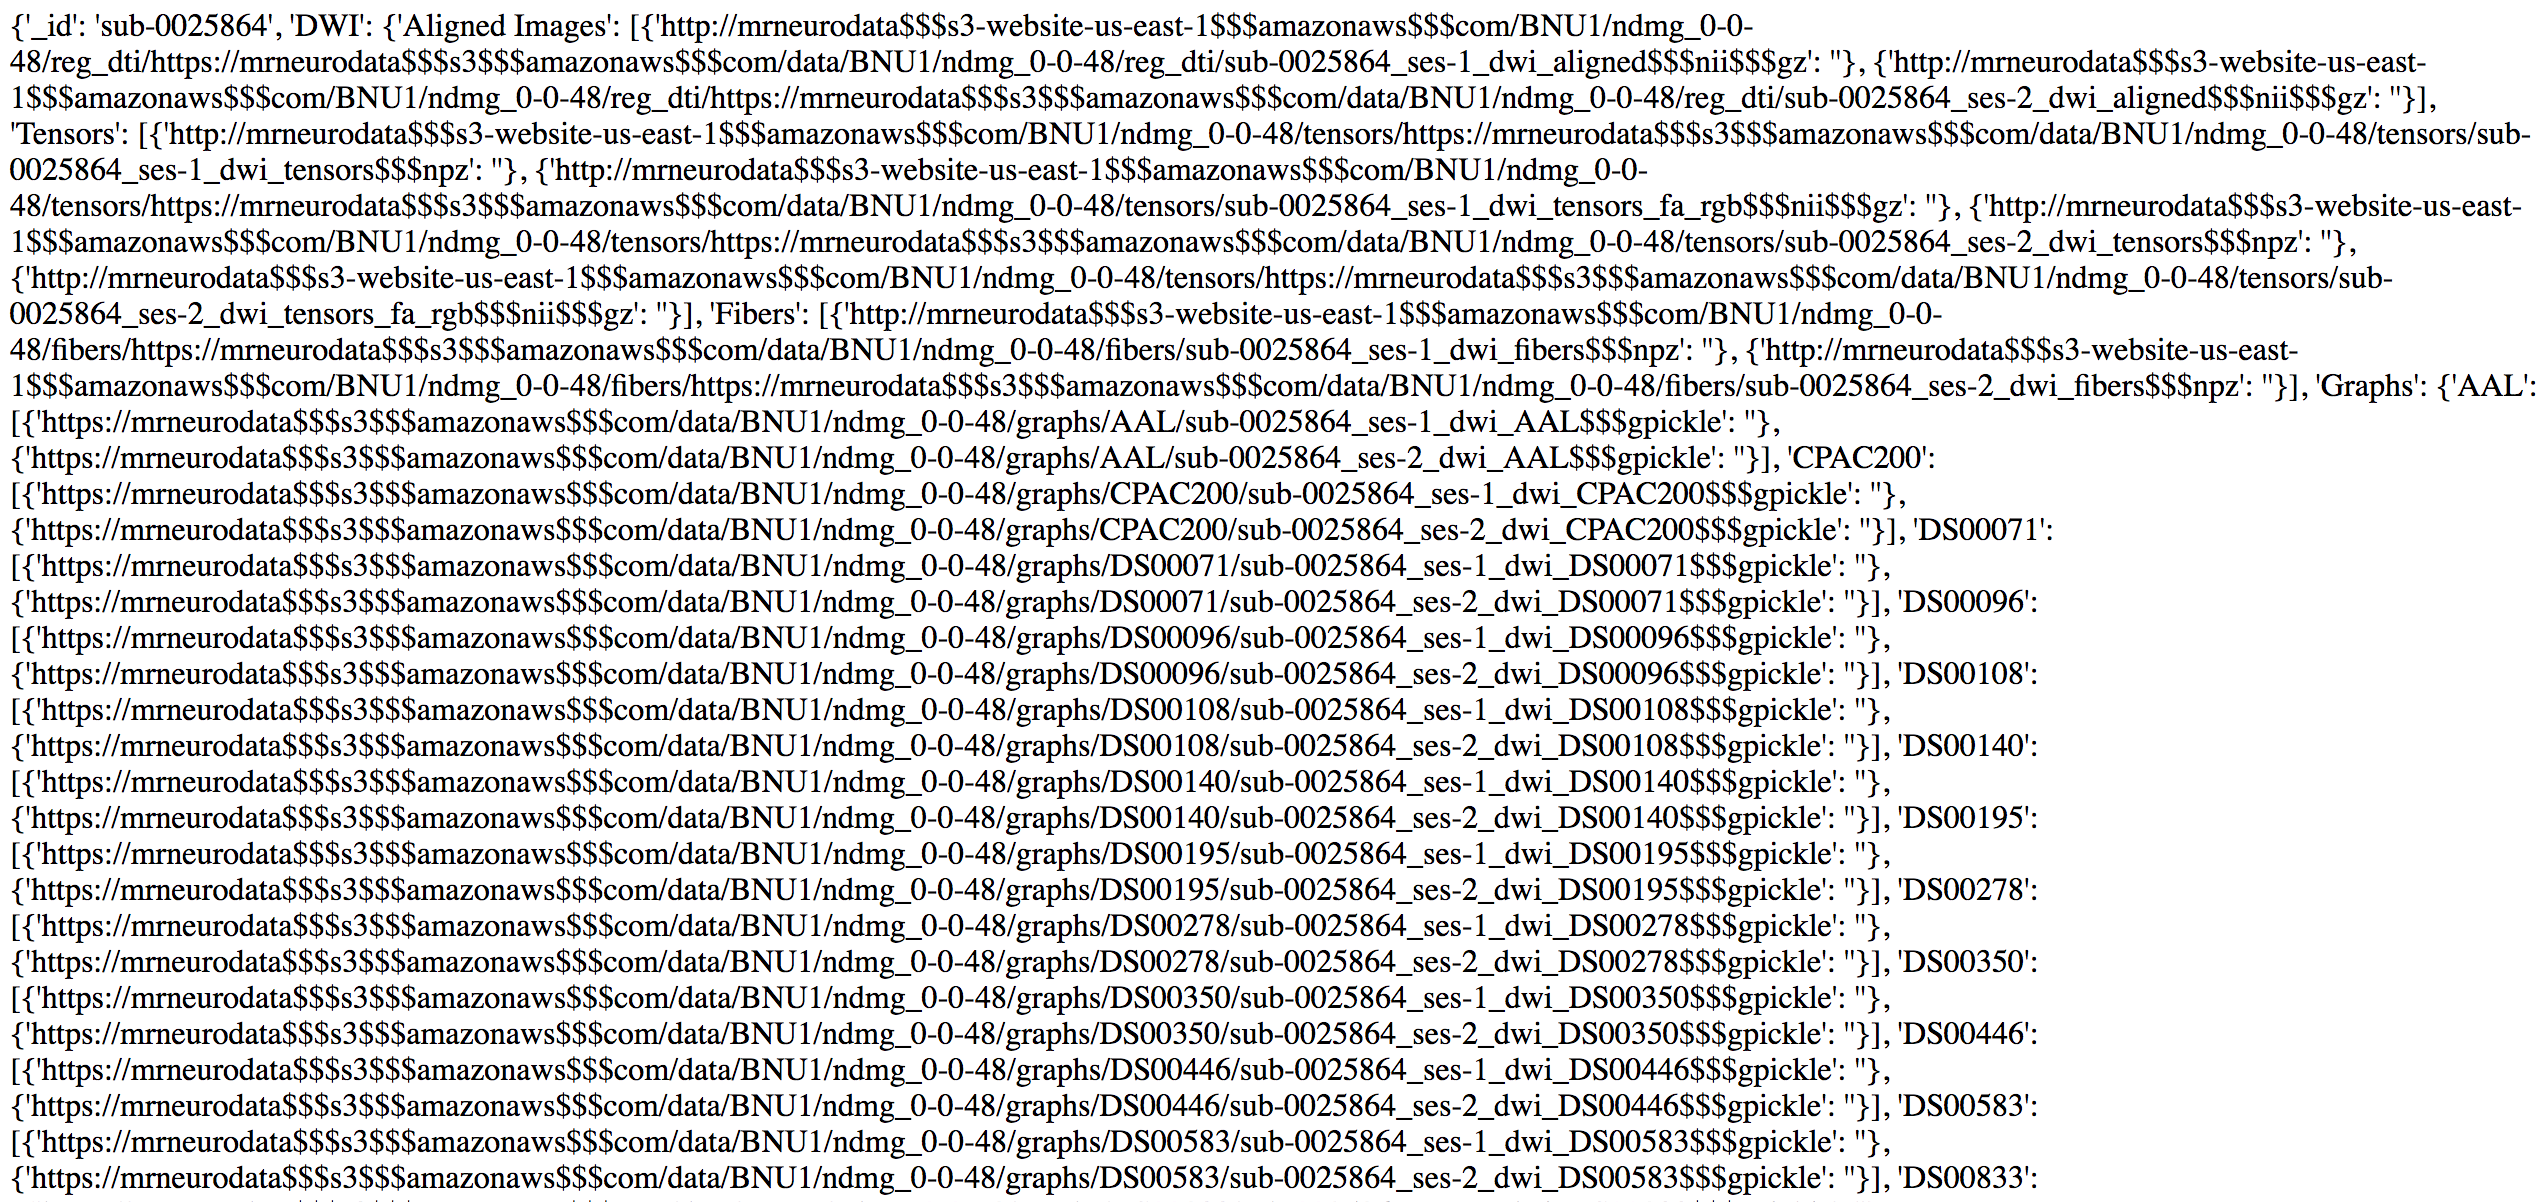 {'_id': 'sub-0025864', 'DWI': {'Aligned Images': [{'http://mrneurodata$$$s3-website-us-east-1$$$amazonaws$$$com/BNU1/ndmg_0-0-
48/reg_dti/https://mrneurodata$$$s3$$$amazonaws$$$com/data/BNU1/ndmg_0-0-48/reg_dti/sub-0025864_ses-1_dwi_aligned$$$nii$$$gz': ''}, {'http://mrneurodata$$$s3-website-us-east-
1$$$amazonaws$$$com/BNU1/ndmg_0-0-48/reg_dti/https://mrneurodata$$$s3$$$amazonaws$$$com/data/BNU1/ndmg_0-0-48/reg_dti/sub-0025864_ses-2_dwi_aligned$$$nii$$$gz': ''}],
'Tensors': [{'http://mrneurodata$$$s3-website-us-east-1$$$amazonaws$$$com/BNU1/ndmg_0-0-48/tensors/https://mrneurodata$$$s3$$$amazonaws$$$com/data/BNU1/ndmg_0-0-48/tensors/sub-
0025864_ses-1_dwi_tensors$$$npz': ''}, {'http://mrneurodata$$$s3-website-us-east-1$$$amazonaws$$$com/BNU1/ndmg_0-0-
48/tensors/https://mrneurodata$$$s3$$$amazonaws$$$com/data/BNU1/ndmg_0-0-48/tensors/sub-0025864_ses-1_dwi_tensors_fa_rgb$$$nii$$$gz': ''}, {'http://mrneurodata$$$s3-website-us-east-
1$$$amazonaws$$$com/BNU1/ndmg_0-0-48/tensors/https://mrneurodata$$$s3$$$amazonaws$$$com/data/BNU1/ndmg_0-0-48/tensors/sub-0025864_ses-2_dwi_tensors$$$npz': ''},
{'http://mrneurodata$$$s3-website-us-east-1$$$amazonaws$$$com/BNU1/ndmg_0-0-48/tensors/https://mrneurodata$$$s3$$$amazonaws$$$com/data/BNU1/ndmg_0-0-48/tensors/sub-
0025864_ses-2_dwi_tensors_fa_rgb$$$nii$$$gz': ''}], 'Fibers': [{'http://mrneurodata$$$s3-website-us-east-1$$$amazonaws$$$com/BNU1/ndmg_0-0-
48/fibers/https://mrneurodata$$$s3$$$amazonaws$$$com/data/BNU1/ndmg_0-0-48/fibers/sub-0025864_ses-1_dwi_fibers$$$npz': ''}, {'http://mrneurodata$$$s3-website-us-east-
1$$$amazonaws$$$com/BNU1/ndmg_0-0-48/fibers/https://mrneurodata$$$s3$$$amazonaws$$$com/data/BNU1/ndmg_0-0-48/fibers/sub-0025864_ses-2_dwi_fibers$$$npz': ''}], 'Graphs': {'AAL':
[{'https://mrneurodata$$$s3$$$amazonaws$$$com/data/BNU1/ndmg_0-0-48/graphs/AAL/sub-0025864_ses-1_dwi_AAL$$$gpickle': ''},
{'https://mrneurodata$$$s3$$$amazonaws$$$com/data/BNU1/ndmg_0-0-48/graphs/AAL/sub-0025864_ses-2_dwi_AAL$$$gpickle': ''}], 'CPAC200':
[{'https://mrneurodata$$$s3$$$amazonaws$$$com/data/BNU1/ndmg_0-0-48/graphs/CPAC200/sub-0025864_ses-1_dwi_CPAC200$$$gpickle': ''},
{'https://mrneurodata$$$s3$$$amazonaws$$$com/data/BNU1/ndmg_0-0-48/graphs/CPAC200/sub-0025864_ses-2_dwi_CPAC200$$$gpickle': ''}], 'DS00071':
[{'https://mrneurodata$$$s3$$$amazonaws$$$com/data/BNU1/ndmg_0-0-48/graphs/DS00071/sub-0025864_ses-1_dwi_DS00071$$$gpickle': ''},
{'https://mrneurodata$$$s3$$$amazonaws$$$com/data/BNU1/ndmg_0-0-48/graphs/DS00071/sub-0025864_ses-2_dwi_DS00071$$$gpickle': ''}], 'DS00096':
[{'https://mrneurodata$$$s3$$$amazonaws$$$com/data/BNU1/ndmg_0-0-48/graphs/DS00096/sub-0025864_ses-1_dwi_DS00096$$$gpickle': ''},
{'https://mrneurodata$$$s3$$$amazonaws$$$com/data/BNU1/ndmg_0-0-48/graphs/DS00096/sub-0025864_ses-2_dwi_DS00096$$$gpickle': ''}], 'DS00108':
[{'https://mrneurodata$$$s3$$$amazonaws$$$com/data/BNU1/ndmg_0-0-48/graphs/DS00108/sub-0025864_ses-1_dwi_DS00108$$$gpickle': ''},
{'https://mrneurodata$$$s3$$$amazonaws$$$com/data/BNU1/ndmg_0-0-48/graphs/DS00108/sub-0025864_ses-2_dwi_DS00108$$$gpickle': ''}], 'DS00140':
[{'https://mrneurodata$$$s3$$$amazonaws$$$com/data/BNU1/ndmg_0-0-48/graphs/DS00140/sub-0025864_ses-1_dwi_DS00140$$$gpickle': ''},
{'https://mrneurodata$$$s3$$$amazonaws$$$com/data/BNU1/ndmg_0-0-48/graphs/DS00140/sub-0025864_ses-2_dwi_DS00140$$$gpickle': ''}], 'DS00195':
[{'https://mrneurodata$$$s3$$$amazonaws$$$com/data/BNU1/ndmg_0-0-48/graphs/DS00195/sub-0025864_ses-1_dwi_DS00195$$$gpickle': ''},
{'https://mrneurodata$$$s3$$$amazonaws$$$com/data/BNU1/ndmg_0-0-48/graphs/DS00195/sub-0025864_ses-2_dwi_DS00195$$$gpickle': ''}], 'DS00278':
[{'https://mrneurodata$$$s3$$$amazonaws$$$com/data/BNU1/ndmg_0-0-48/graphs/DS00278/sub-0025864_ses-1_dwi_DS00278$$$gpickle': ''},
{'https://mrneurodata$$$s3$$$amazonaws$$$com/data/BNU1/ndmg_0-0-48/graphs/DS00278/sub-0025864_ses-2_dwi_DS00278$$$gpickle': ''}], 'DS00350':
[{'https://mrneurodata$$$s3$$$amazonaws$$$com/data/BNU1/ndmg_0-0-48/graphs/DS00350/sub-0025864_ses-1_dwi_DS00350$$$gpickle': ''},
{'https://mrneurodata$$$s3$$$amazonaws$$$com/data/BNU1/ndmg_0-0-48/graphs/DS00350/sub-0025864_ses-2_dwi_DS00350$$$gpickle': ''}], 'DS00446':
[{'https://mrneurodata$$$s3$$$amazonaws$$$com/data/BNU1/ndmg_0-0-48/graphs/DS00446/sub-0025864_ses-1_dwi_DS00446$$$gpickle': ''},
{'https://mrneurodata$$$s3$$$amazonaws$$$com/data/BNU1/ndmg_0-0-48/graphs/DS00446/sub-0025864_ses-2_dwi_DS00446$$$gpickle': ''}], 'DS00583':
[{'https://mrneurodata$$$s3$$$amazonaws$$$com/data/BNU1/ndmg_0-0-48/graphs/DS00583/sub-0025864_ses-1_dwi_DS00583$$$gpickle': ''},
{'https://mrneurodata$$$s3$$$amazonaws$$$com/data/BNU1/ndmg_0-0-48/graphs/DS00583/sub-0025864_ses-2_dwi_DS00583$$$gpickle': ''}], 'DS00833':